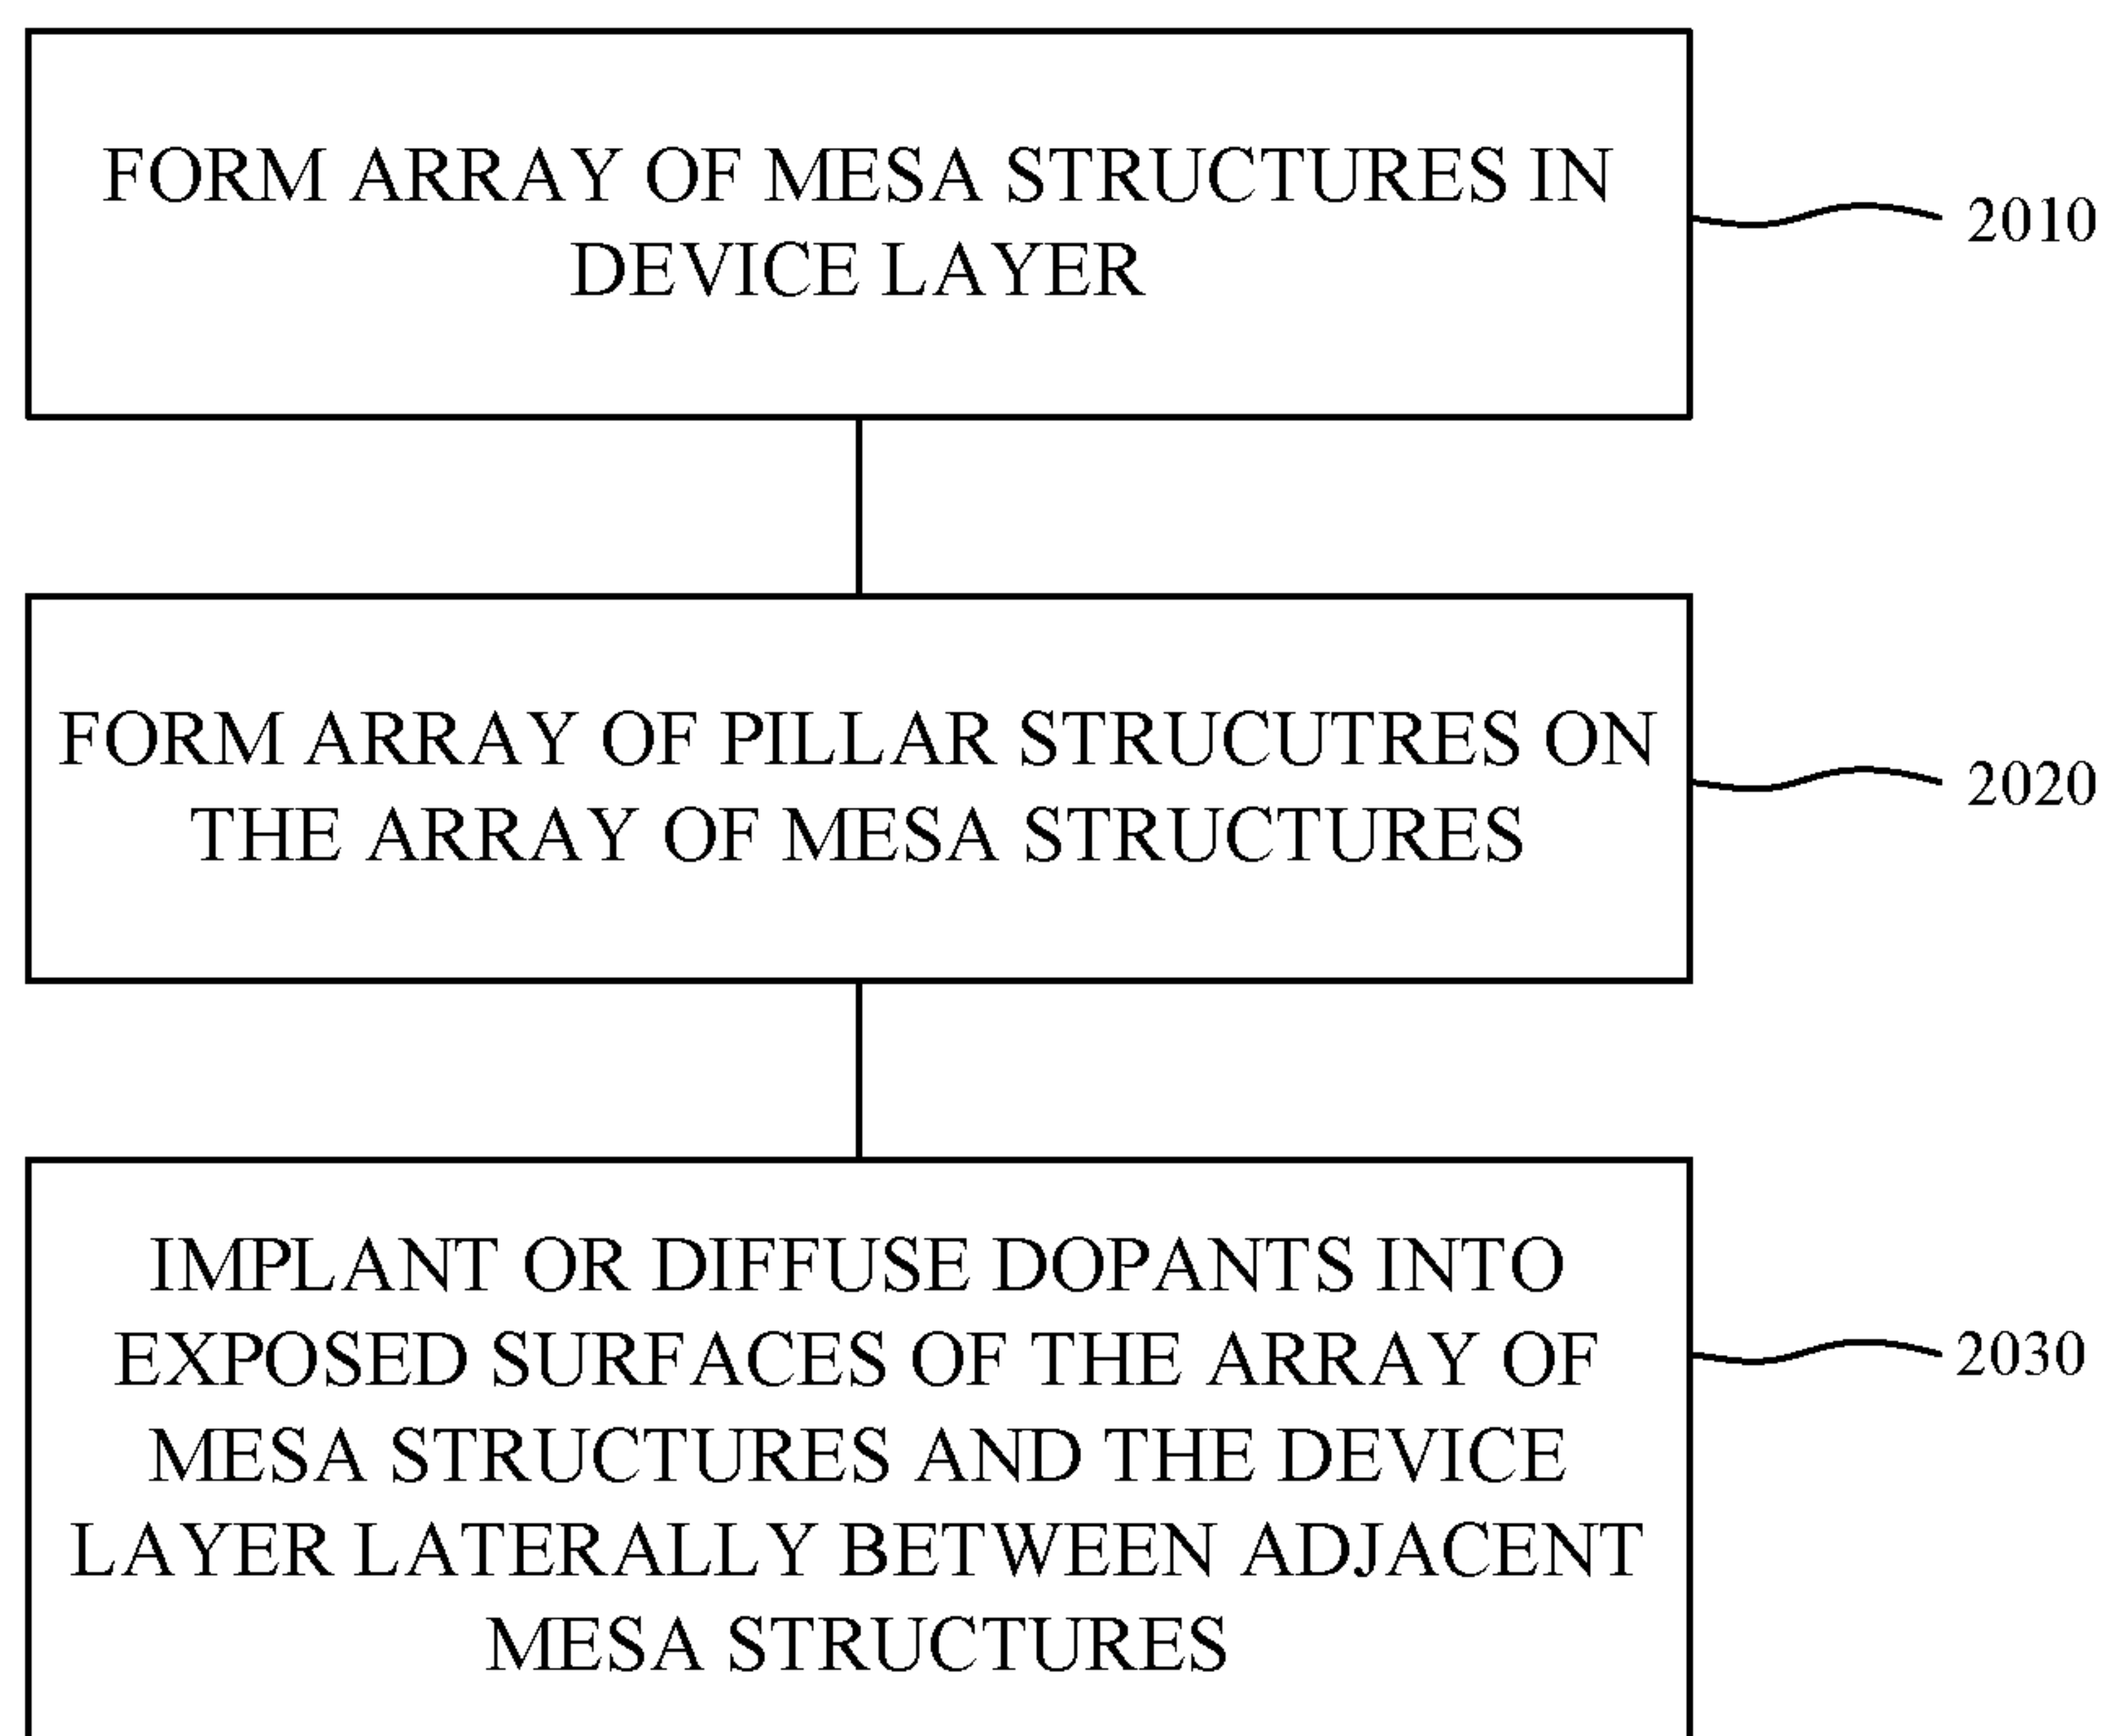 FORM ARRAY OF MESA STRUCTURES IN
DEVICE LAYER
2010
FORM ARRAY OF PILLAR STRUCUTRES ON
THE ARRAY OF MESA STRUCTURES
2020
IMPLANT OR DIFFUSE DOPANTS INTO
EXPOSED SURFACES OF THE ARRAY OF
MESA STRUCTURES AND THE DEVICE
LAYER LATERALLY BETWEEN ADJACENT
MESA STRUCTURES
2030